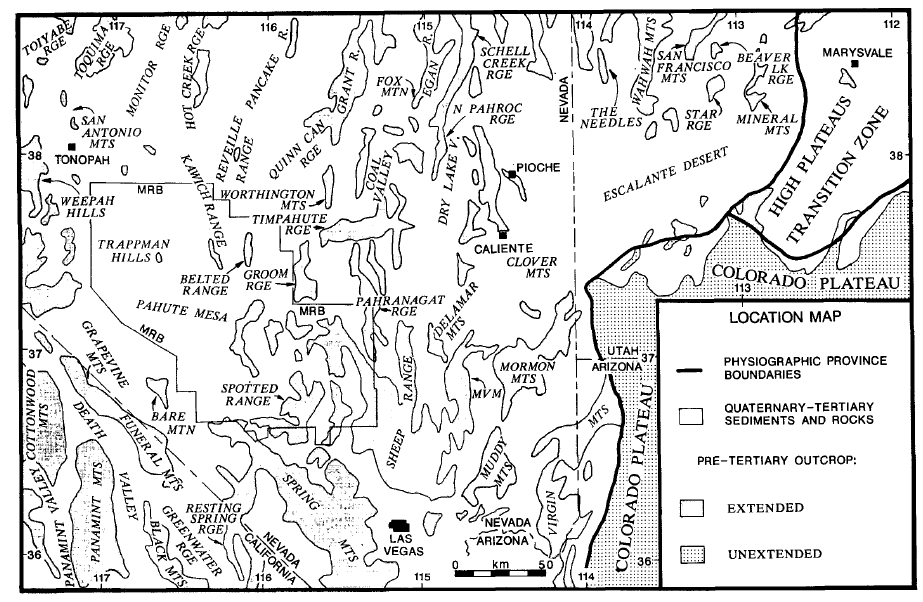 117
116
115
114
113
112
TOIYABE
RGE
TOQUIMA
RGE
MONITOR RGE
HOT CREEK RGE
PANCAKE R.
REVEILLE
RANGE
GRANT R.
QUINN CAN
RGE
FOX
MTN
EGAN R.
SCHELL
CREEK
RGE
N PAHROC
RGE
NEVADA
THE
NEEDLES
WAHWAH MTS
SAN
FRANCISCO
MTS
BEAVER
LK
RGE
STAR
RGE
MINERAL MTS
MARYSVALE
HIGH PLATEAUS
TRANSITION ZONE
SAN
ANTONIO
MTS
TONOPAH
38
38
WEEPAH
HILLS
MRB
KAWICH RANGE
WORTHINGTON
MTS
TIMPAHUTE
RGE
COAL
VALLEY
DRY LAKE V.
PIOCHE
ESCALANTE DESERT
TRAPPMAN
HILLS
BELTED
RANGE
GROOM
RGE
CALIENTE
CLOVER
MTS
COLORADO PLATEAU
113
PAHUTE MESA
MRB
PAHRANAGAT
RGE
DELAMAR
MTS
MRB
37
GRAPEVINE
MTS
SPOTTED
RANGE
SHEEP RANGE
MVM
MORMON
MTS
UTAH
ARIZONA
37
COTTONWOOD
MTS
DEATH
VALLEY
BARE
MTN
FUNERAL MTS
MUDDY
MTS
VIRGIN MTS
COLORADO PLATEAU
PANAMINT VALLEY
PANAMINT MTS
BLACK MTS
GREENWATER
RGE
RESTING
SPRING
RGE
NEVADA
CALIFORNIA
SPRING MTS
LAS
VEGAS
NEVADA
ARIZONA
0 km 50
36
36
117
116
115
114
LOCATION MAP
PHYSIOGRAPHIC PROVINCE
BOUNDARIES
QUATERNARY-TERTIARY
SEDIMENTS AND ROCKS
PRE-TERTIARY OUTCROP:
EXTENDED
UNEXTENDED